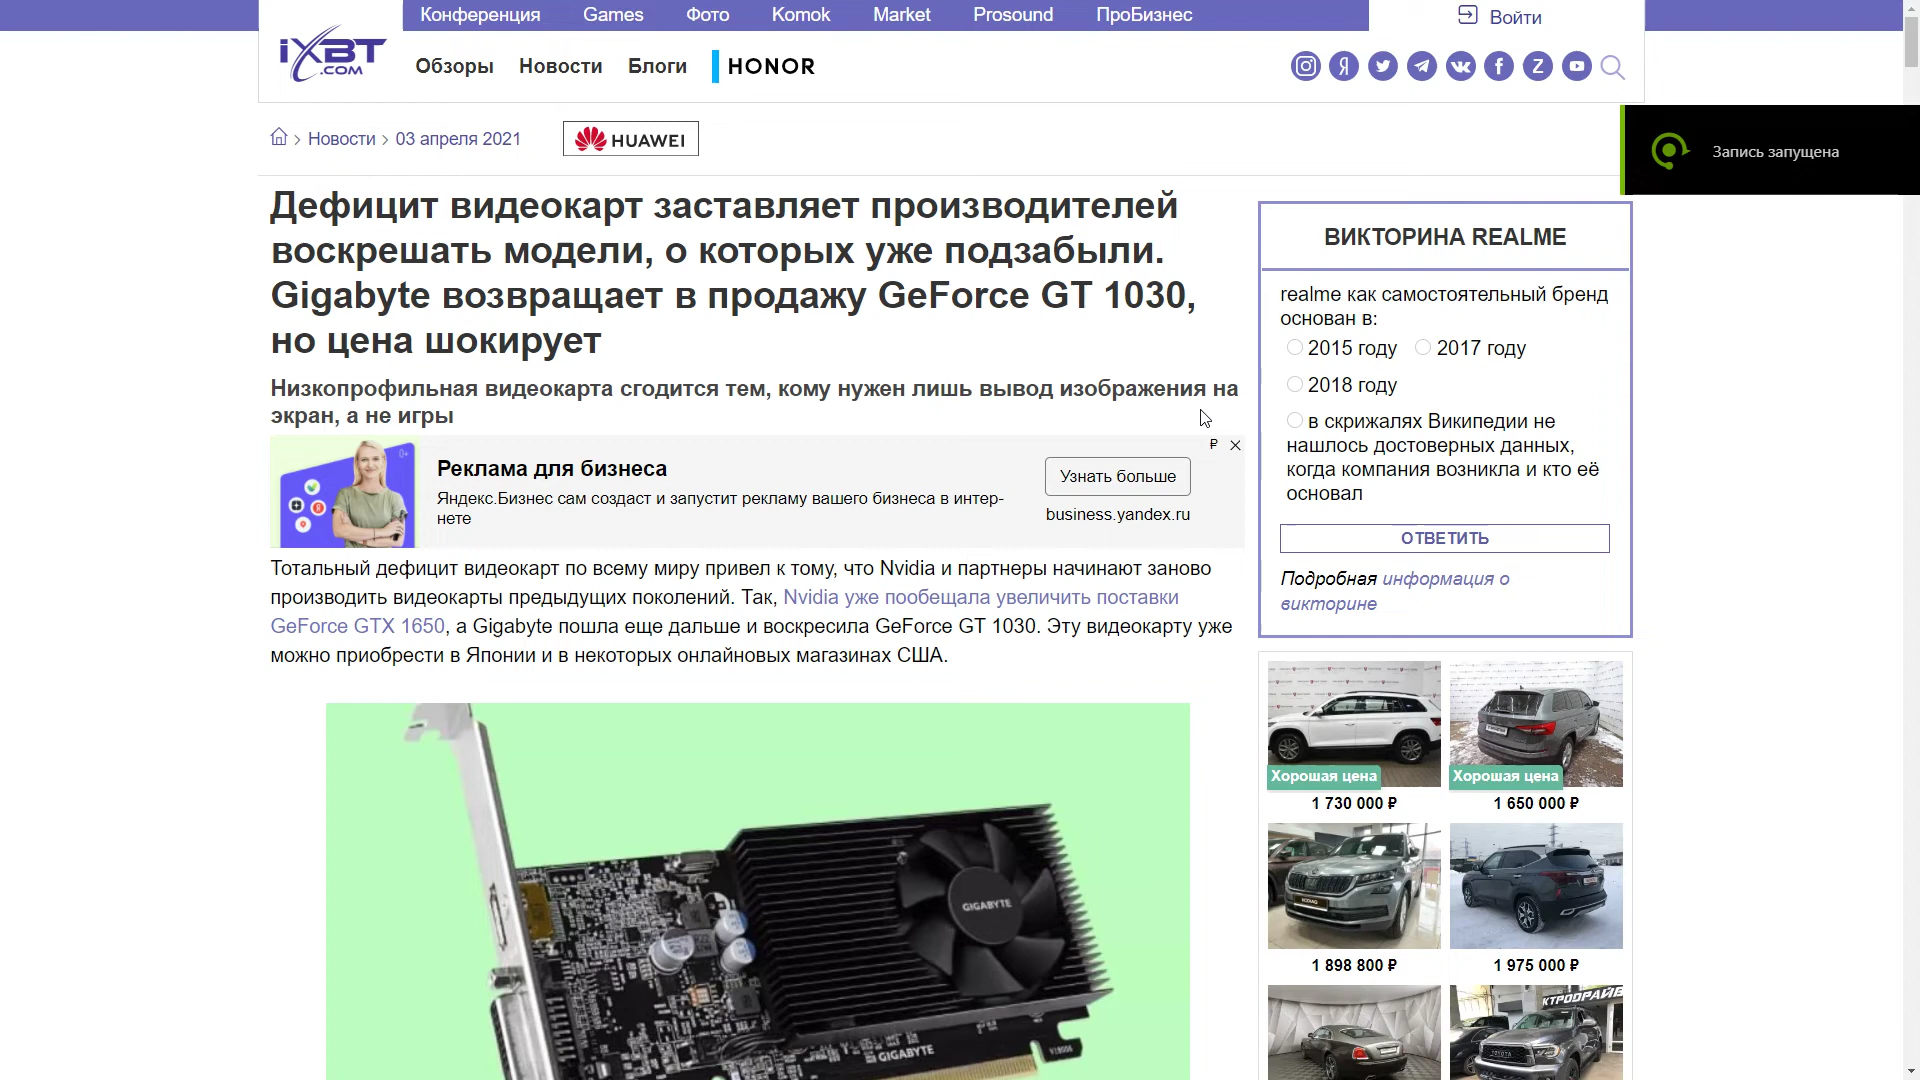 Конференция Games Фото Komok Market Prosound ПроБизнес
Войти
iXBT
.COM
Обзоры Новости Блоги HONOR
Новости > 03 апреля 2021
HUAWEI
Запись запущена
Дефицит видеокарт заставляет производителей
воскрешать модели, о которых уже подзабыли.
Gigabyte возвращает в продажу GeForce GT 1030,
но цена шокирует
Низкопрофильная видеокарта сгодится тем, кому нужен лишь вывод изображения на
экран, а не игры
0+
Реклама для бизнеса
Яндекс.Бизнес сам создаст и запустит рекламу вашего бизнеса в интер-
нете
Узнать больше
business.yandex.ru
Тотальный дефицит видеокарт по всему миру привел к тому, что Nvidia и партнеры начинают заново
производить видеокарты предыдущих поколений. Так, Nvidia уже пообещала увеличить поставки
GeForce GTX 1650, а Gigabyte пошла еще дальше и воскресила GeForce GT 1030. Эту видеокарту уже
можно приобрести в Японии и в некоторых онлайновых магазинах США.
GIGABYTE
GIGABYTE
ВИКТОРИНА REALME
realme как самостоятельный бренд
основан в:
2015 году 2017 году
2018 году
в скрижалях Википедии не
нашлось достоверных данных,
когда компания возникла и кто её
основал
ОТВЕТИТЬ
Подробная информация о
викторине
Хорошая цена Хорошая цена
1 730 000 ₽ 1 650 000 ₽
KODIAQ
1 898 800 ₽ 1 975 000 ₽
КТРОДРАЙВ
TOYOTA